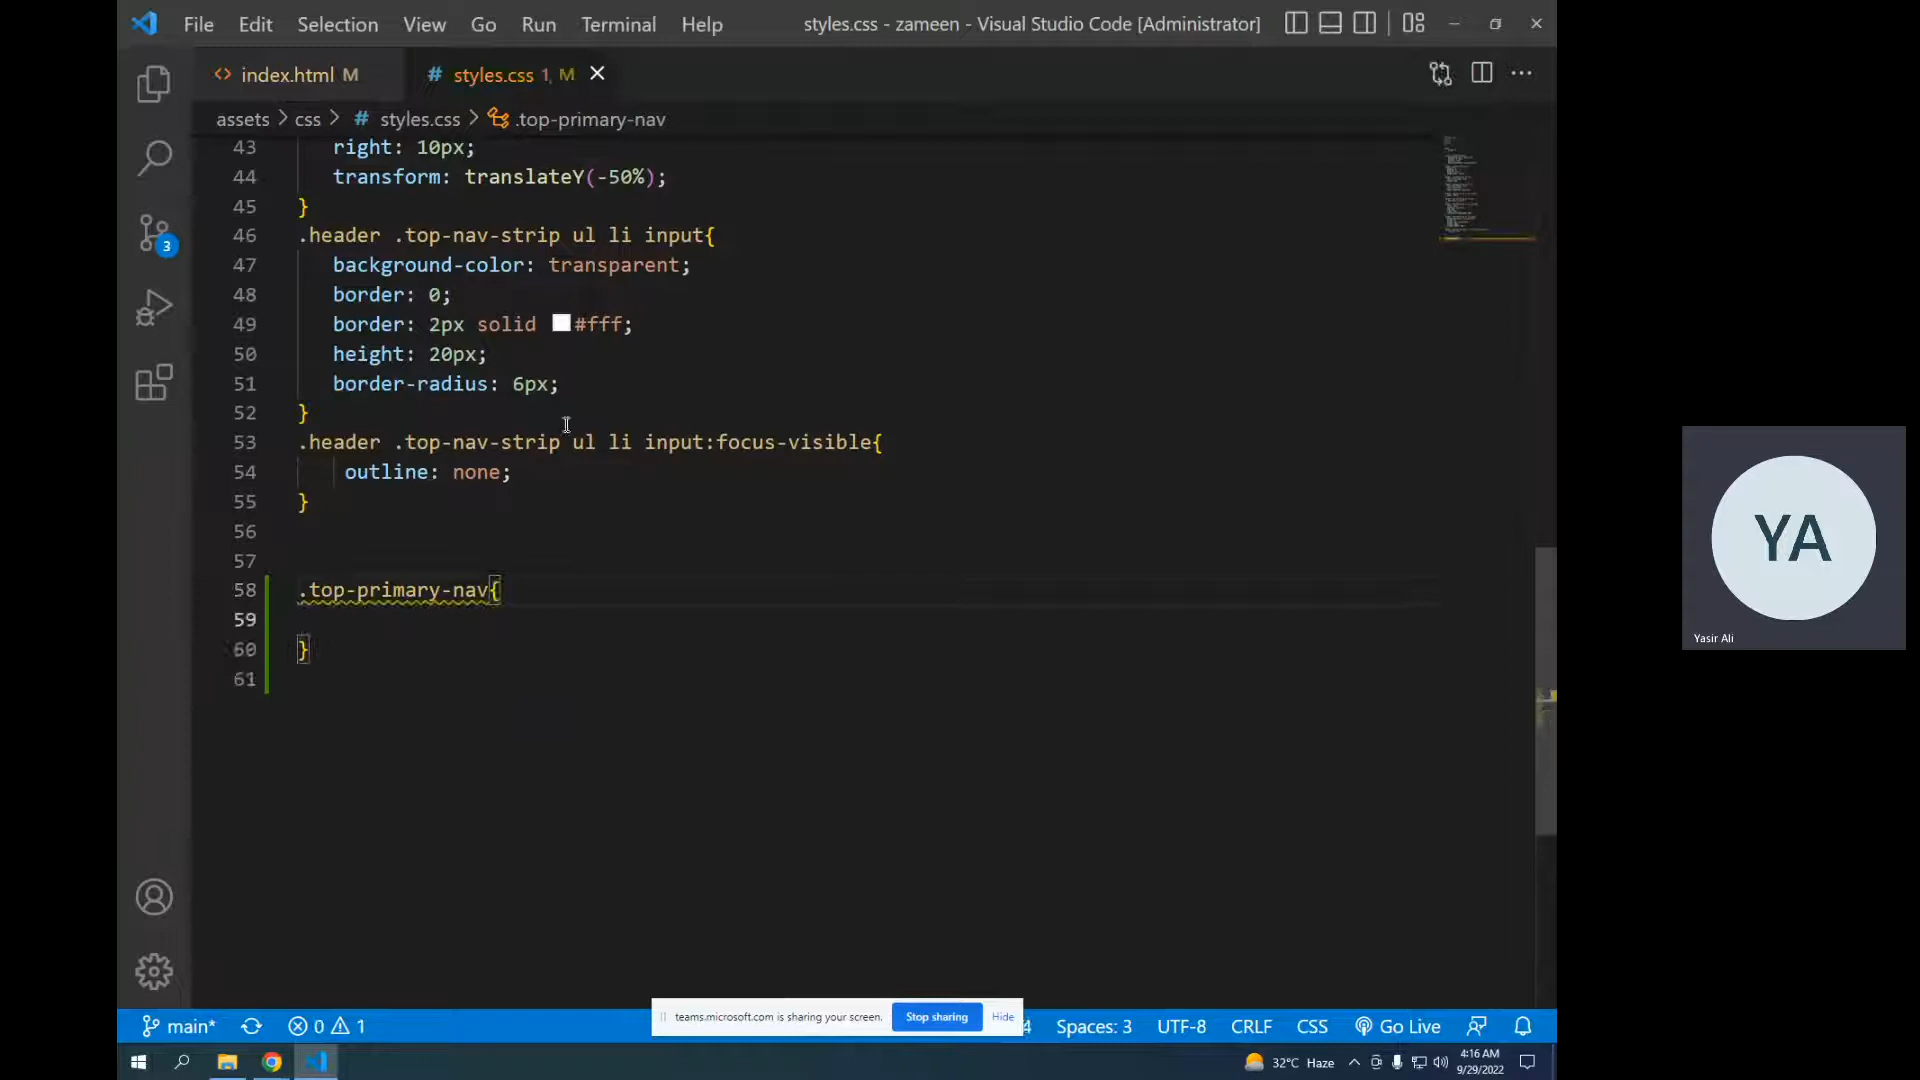 File Edit Selection View Go Run Terminal Help styles.css - zameen - Visual Studio Code [Administrator]
index.html M # styles.css 1, M
assets > css > # styles.css > .top-primary-nav
43 right: 10px;
44 transform: translateY(-50%);
45 }
46 .header .top-nav-strip ul li input{
47 background-color: transparent;
48 border: 0;
49 border: 2px solid #fff;
50 height: 20px;
51 border-radius: 6px;
52 }
53 .header .top-nav-strip ul li input:focus-visible{
54 outline: none;
55 }
56
57
58 .top-primary-nav{
59
60 }
61
3
YA
Yasir Ali
teams.microsoft.com is sharing your screen. Stop sharing Hide
main* 0 1 4 Spaces: 3 UTF-8 CRLF CSS Go Live
32°C Haze 4:16 AM
9/29/2022